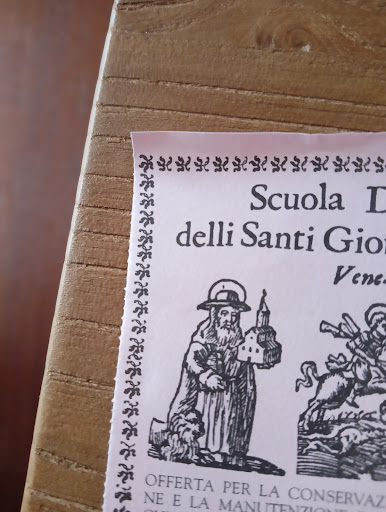 Scuola D
delli Santi Gio
Vene
OFFERTA PER LA CONSERVAZ
NE E LA MANUTENZIONE